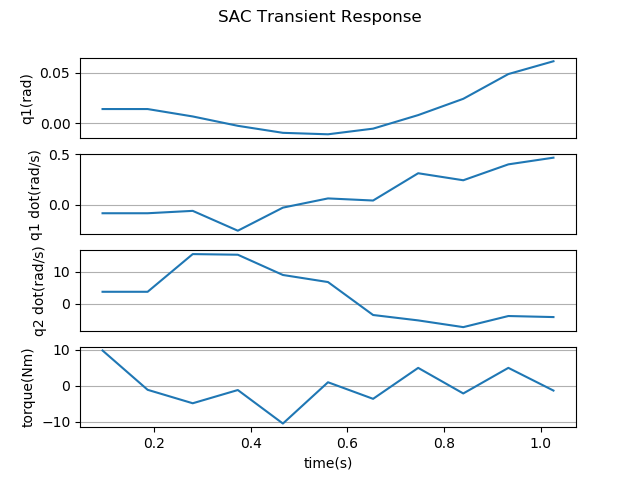 SAC Transient Response
q1(rad)
0.05
0.00
q1 dot(rad/s)
0.5
0.0
q2 dot(rad/s)
10
0
torque(Nm)
10
0
−10
0.2 0.4 0.6 0.8 1.0
time(s)